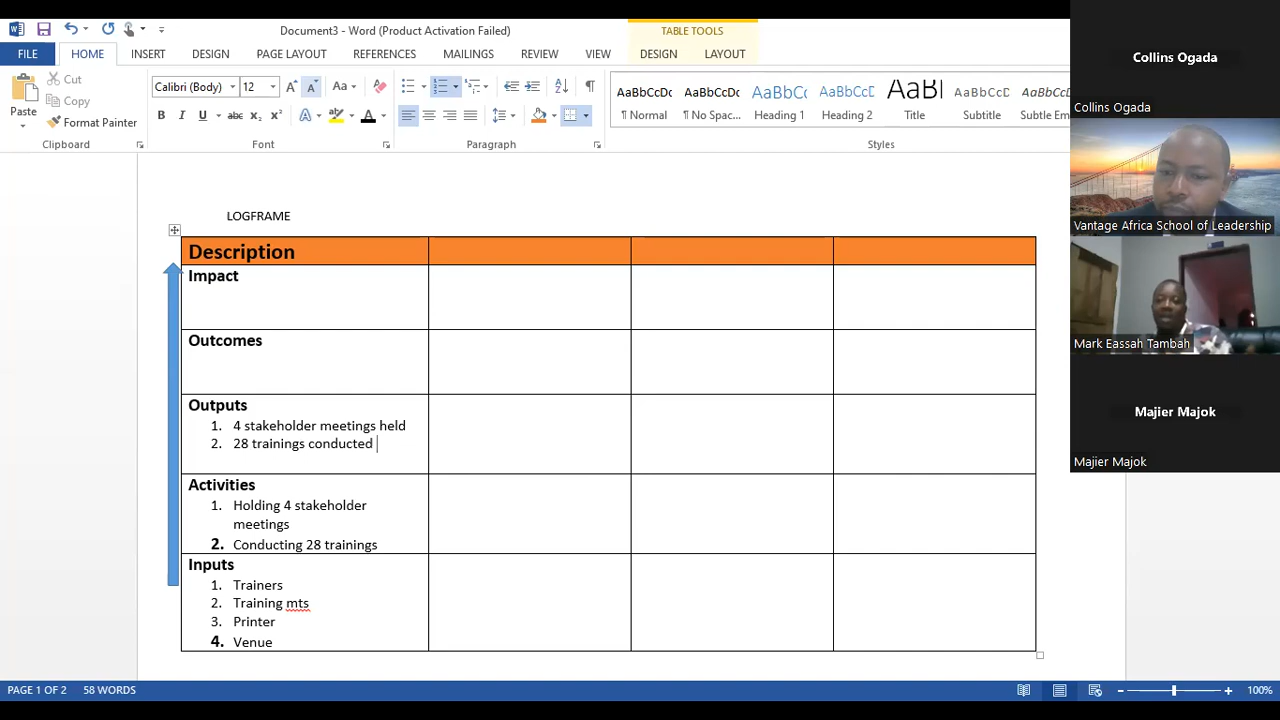 Document3 - Word (Product Activation Failed)
TABLE TOOLS
FILE HOME INSERT DESIGN PAGE LAYOUT REFERENCES MAILINGS REVIEW VIEW DESIGN LAYOUT
Paste
Cut
Copy
Format Painter
Clipboard
Calibri (Body) 12
Font
Paragraph
AaBbCcDc AaBbCcDc AaBbCc AaBbCcD AaBl AaBbCcD AaBbCcD
¶ Normal ¶ No Spac... Heading 1 Heading 2 Title Subtitle Subtle Em
Styles
LOGFRAME
Description
Impact
Outcomes
Outputs
1. 4 stakeholder meetings held
2. 28 trainings conducted
Activities
1. Holding 4 stakeholder
meetings
2. Conducting 28 trainings
Inputs
1. Trainers
2. Training mts
3. Printer
4. Venue
PAGE 1 OF 2 58 WORDS
100%
Collins Ogada
Collins Ogada
Vantage Africa School of Leadership
Mark Eassah Tambah
Majier Majok
Majier Majok